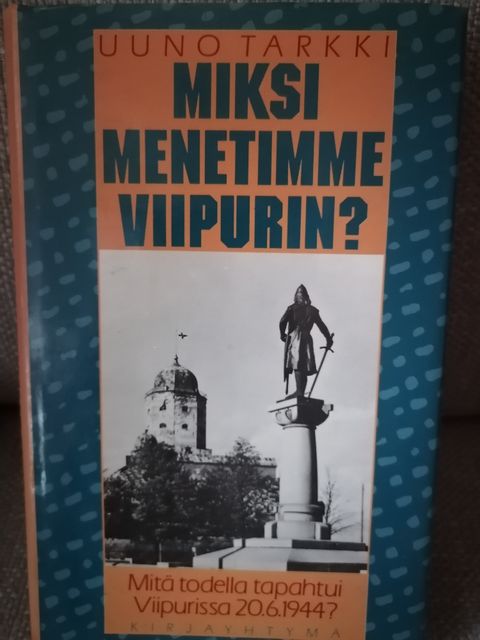 UUNO TARKKI
MIKSI
MENETIMME
VIIPURIN?
Mitä todella tapahtui
Viipurissa 20.6.1944?
KIRJAYHTYMÄ